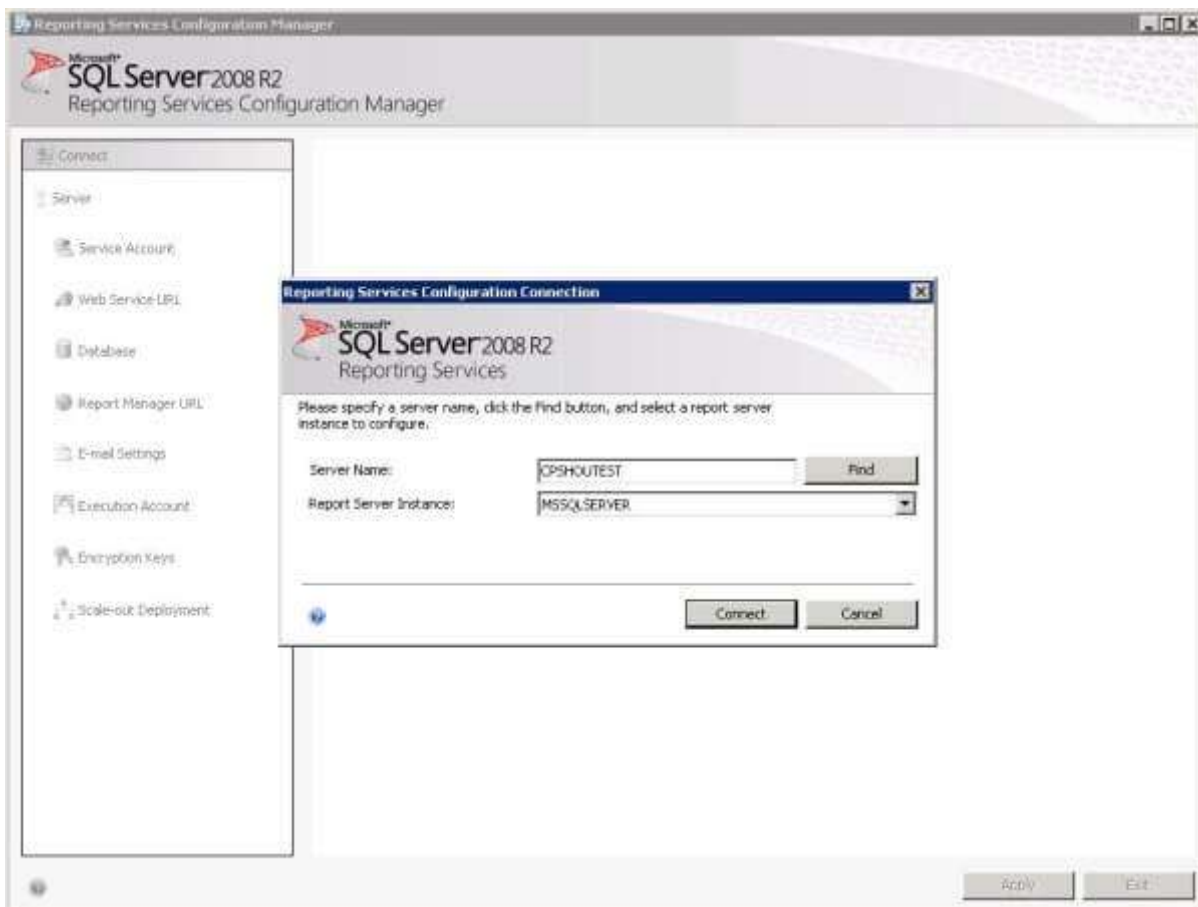 Reporting Services Configuration Manager
Microsoft®
SQL Server 2008 R2
Reporting Services Configuration Manager
Connect
Server
Service Account
Web Service URL
Database
Report Manager URL
E-mail Settings
Execution Account
Encryption Keys
Scale-out Deployment
Reporting Services Configuration Connection
Microsoft®
SQL Server 2008 R2
Reporting Services
Please specify a server name, click the Find button, and select a report server
instance to configure.
Server Name:
CPSHOUTEST
Find
Report Server Instance:
MSSQLSERVER
Connect
Cancel
Apply
Exit